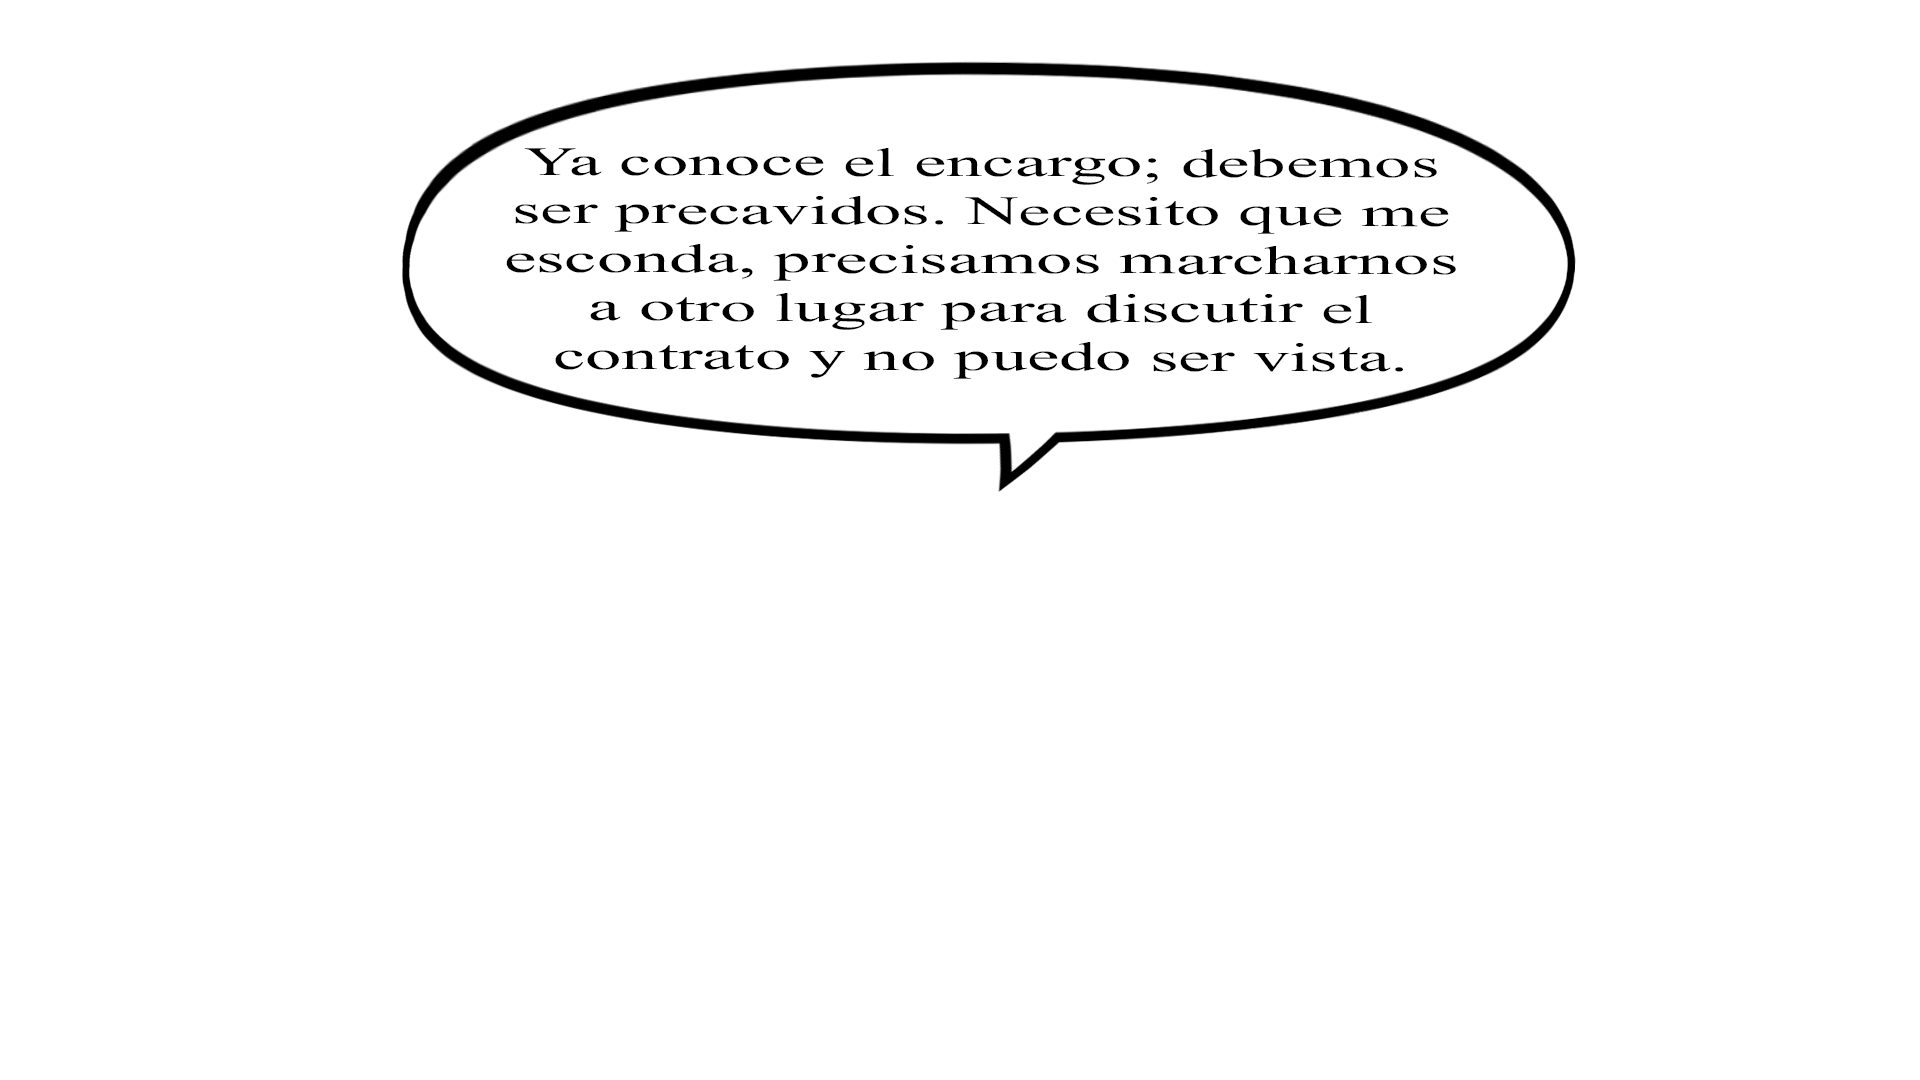 Ya conoce el encargo; debemos
ser precavidos. Necesito que me
esconda, precisamos marcharnos
a otro lugar para discutir el
contrato y no puedo ser vista.